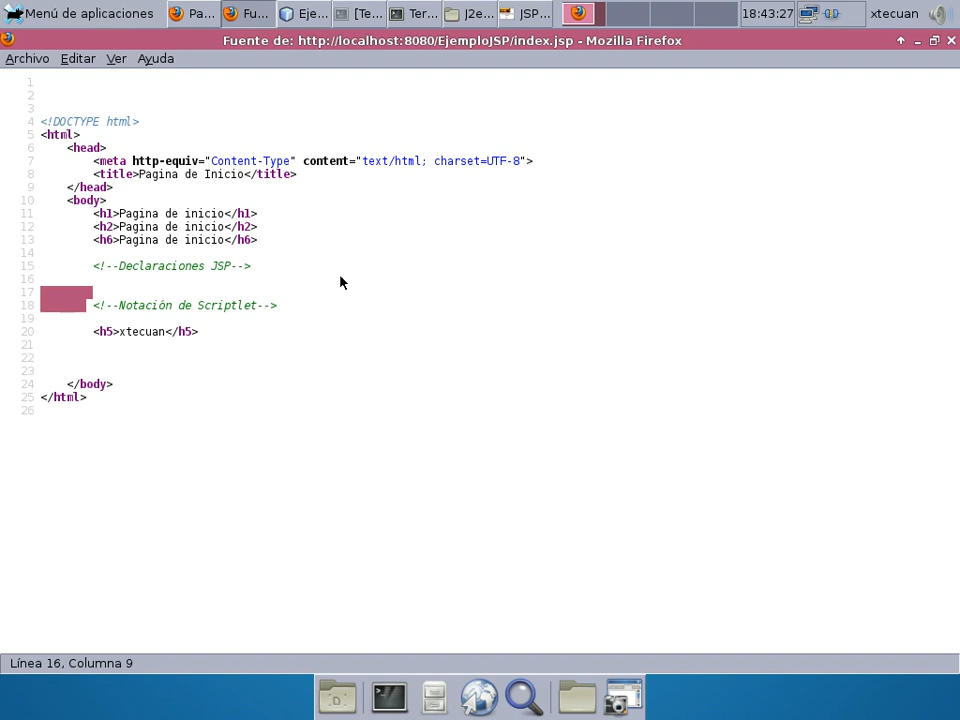 Menú de aplicaciones Pa... Fu... Eje... [Te... Ter... J2e... JSP... 18:43:27 xtecuan
Fuente de: http://localhost:8080/EjemploJSP/index.jsp - Mozilla Firefox
Archivo Editar Ver Ayuda
1
2
3
4 <!DOCTYPE html>
5 <html>
6 <head>
7 <meta http-equiv="Content-Type" content="text/html; charset=UTF-8">
8 <title>Pagina de Inicio</title>
9 </head>
10 <body>
11 <h1>Pagina de inicio</h1>
12 <h2>Pagina de inicio</h2>
13 <h6>Pagina de inicio</h6>
14
15 <!--Declaraciones JSP-->
16
17
18 <!--Notación de Scriptlet-->
19
20 <h5>xtecuan</h5>
21
22
23
24 </body>
25 </html>
26
Línea 16, Columna 9